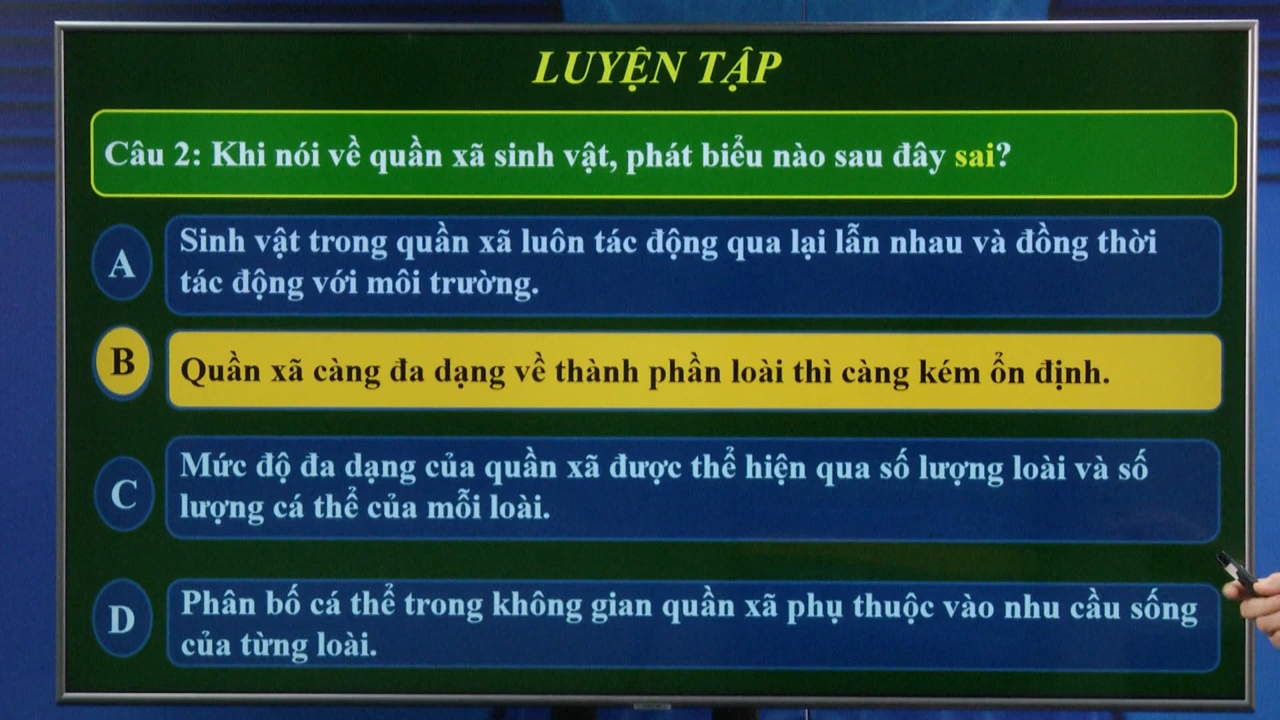 LUYỆN TẬP
Câu 2: Khi nói về quần xã sinh vật, phát biểu nào sau đây sai?
A
Sinh vật trong quần xã luôn tác động qua lại lẫn nhau và đồng thời
tác động với môi trường.
B
Quần xã càng đa dạng về thành phần loài thì càng kém ổn định.
C
Mức độ đa dạng của quần xã được thể hiện qua số lượng loài và số
lượng cá thể của mỗi loài.
D
Phân bố cá thể trong không gian quần xã phụ thuộc vào nhu cầu sống
của từng loài.